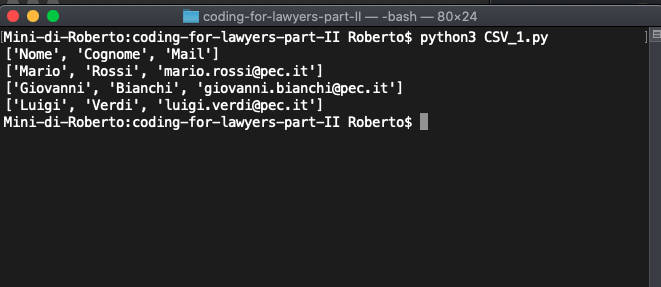 coding-for-lawyers-part-II — -bash — 80×24
[Mini-di-Roberto:coding-for-lawyers-part-II Roberto$ python3 CSV_1.py ]
['Nome', 'Cognome', 'Mail']
['Mario', 'Rossi', 'mario.rossi@pec.it']
['Giovanni', 'Bianchi', 'giovanni.bianchi@pec.it']
['Luigi', 'Verdi', 'luigi.verdi@pec.it']
Mini-di-Roberto:coding-for-lawyers-part-II Roberto$